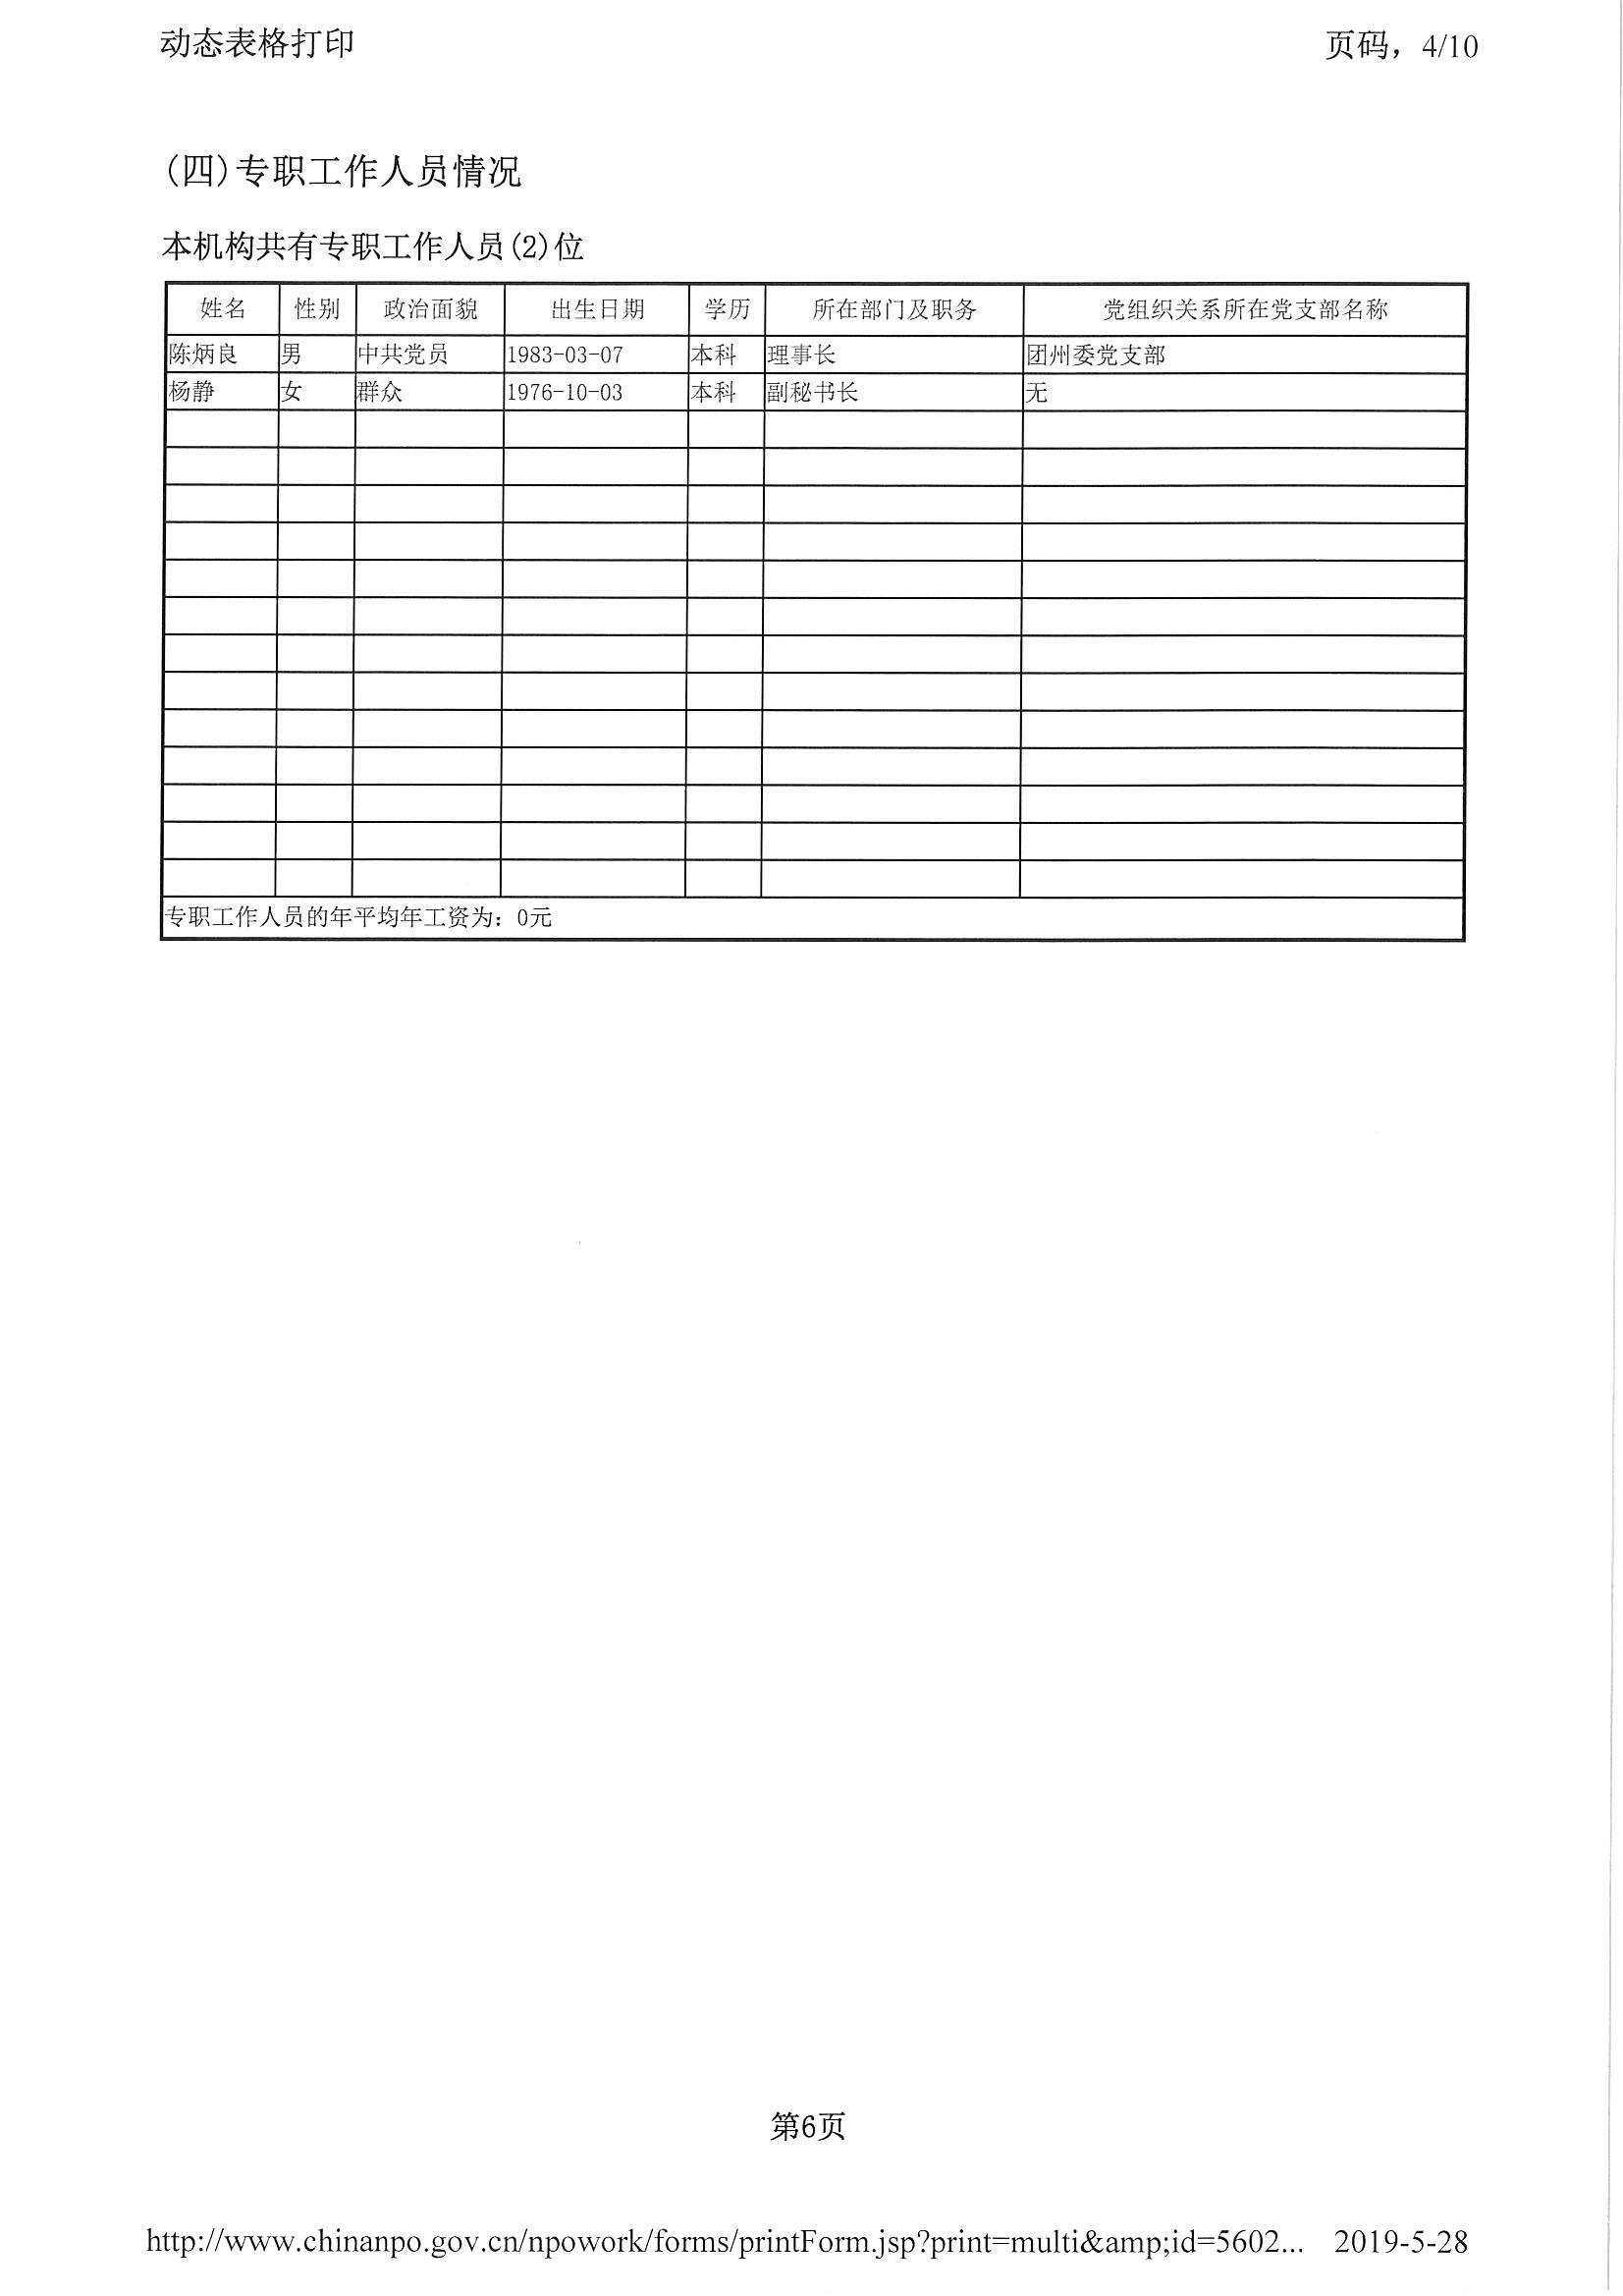 动态表格打印 页码，4/10
(四)专职工作人员情况
本机构共有专职工作人员(2)位
姓名 性别 政治面貌 出生日期 学历 所在部门及职务 党组织关系所在党支部名称
陈炳良 男 中共党员 1983-03-07 本科 理事长 团州委党支部
杨静 女 群众 1976-10-03 本科 副秘书长 无
专职工作人员的年平均年工资为：0元
第6页
http://www.chinanpo.gov.cn/npowork/forms/printForm.jsp?print=multi&amp;id=5602... 2019-5-28